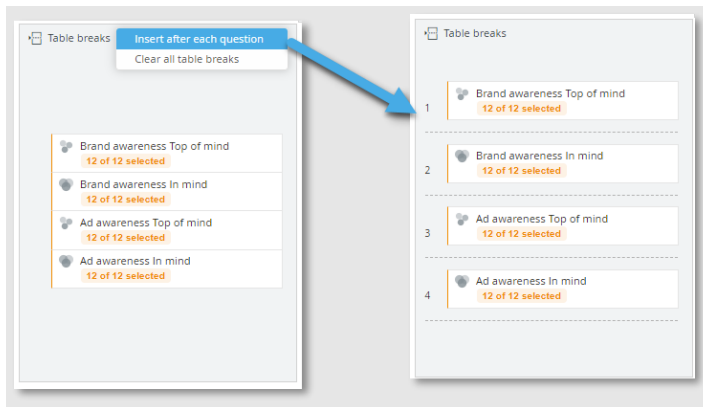 Table breaks
Insert after each question
Clear all table breaks
Brand awareness Top of mind
12 of 12 selected
Brand awareness In mind
12 of 12 selected
Ad awareness Top of mind
12 of 12 selected
Ad awareness In mind
12 of 12 selected
Table breaks
1
Brand awareness Top of mind
12 of 12 selected
2
Brand awareness In mind
12 of 12 selected
3
Ad awareness Top of mind
12 of 12 selected
4
Ad awareness In mind
12 of 12 selected